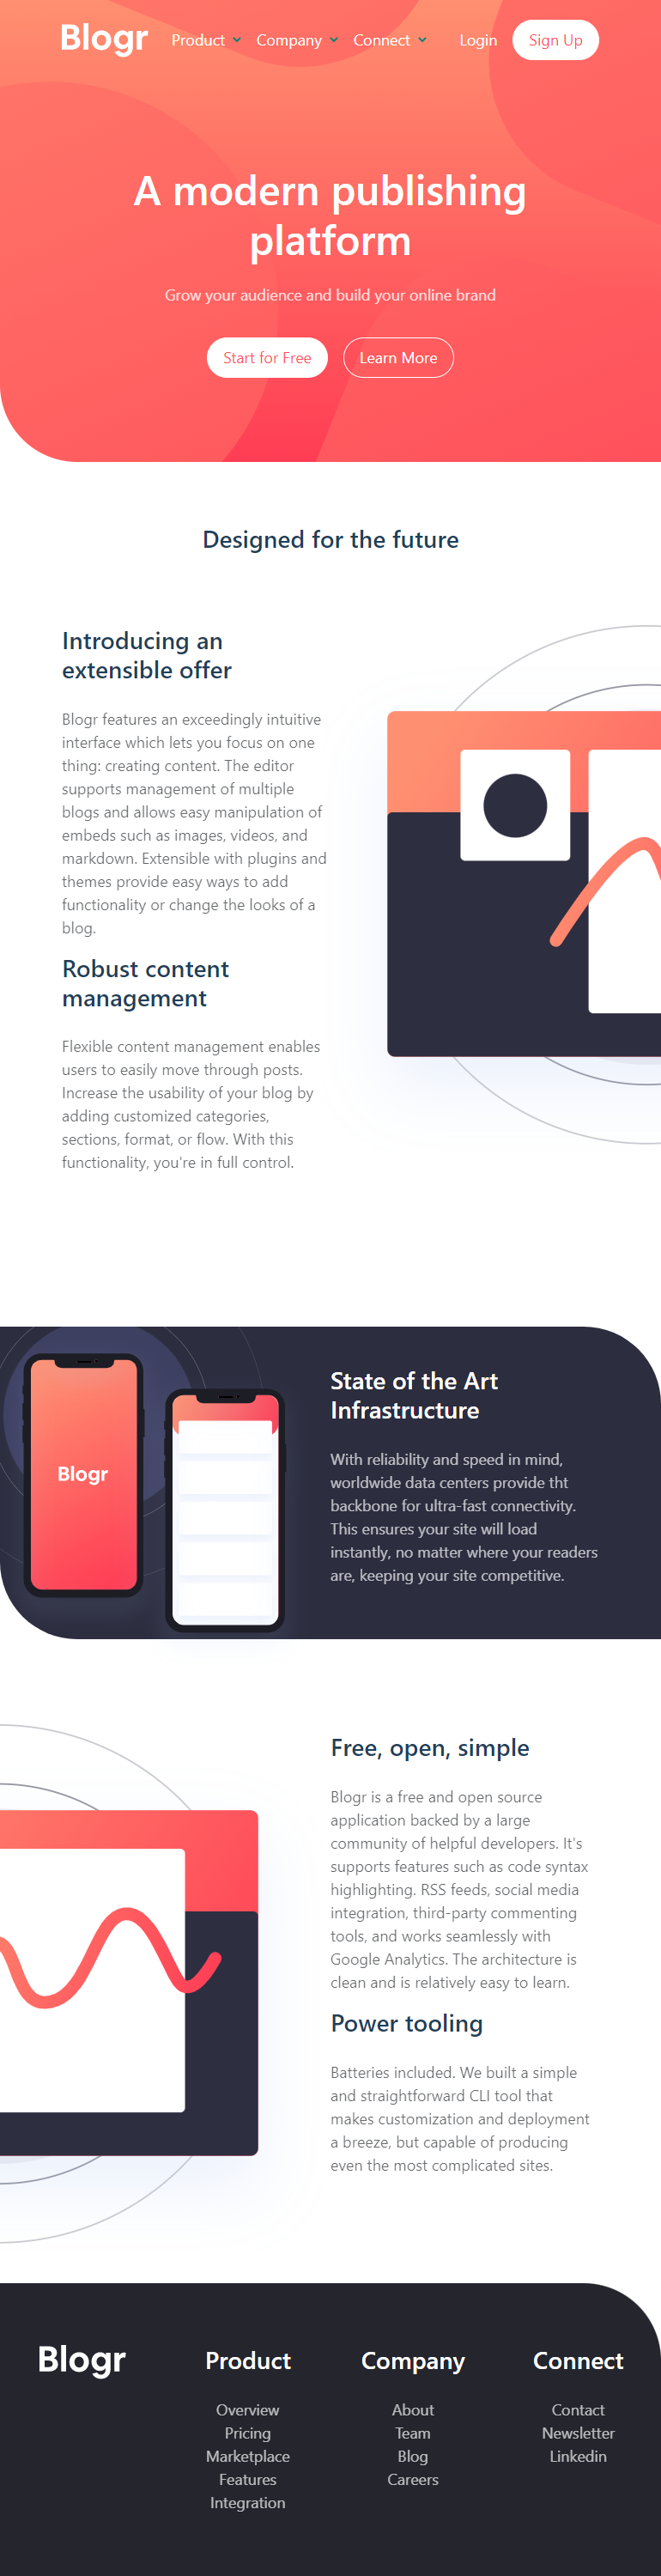 Blogr Product Company Connect Login Sign Up
A modern publishing
platform
Grow your audience and build your online brand
Start for Free Learn More
Designed for the future
Introducing an
extensible offer
Blogr features an exceedingly intuitive
interface which lets you focus on one
thing: creating content. The editor
supports management of multiple
blogs and allows easy manipulation of
embeds such as images, videos, and
markdown. Extensible with plugins and
themes provide easy ways to add
functionality or change the looks of a
blog.
Robust content
management
Flexible content management enables
users to easily move through posts.
Increase the usability of your blog by
adding customized categories,
sections, format, or flow. With this
functionality, you're in full control.
Blogr
State of the Art
Infrastructure
With reliability and speed in mind,
worldwide data centers provide tht
backbone for ultra-fast connectivity.
This ensures your site will load
instantly, no matter where your readers
are, keeping your site competitive.
Free, open, simple
Blogr is a free and open source
application backed by a large
community of helpful developers. It's
supports features such as code syntax
highlighting. RSS feeds, social media
integration, third-party commenting
tools, and works seamlessly with
Google Analytics. The architecture is
clean and is relatively easy to learn.
Power tooling
Batteries included. We built a simple
and straightforward CLI tool that
makes customization and deployment
a breeze, but capable of producing
even the most complicated sites.
Blogr
Product
Overview
Pricing
Marketplace
Features
Integration
Company
About
Team
Blog
Careers
Connect
Contact
Newsletter
Linkedin